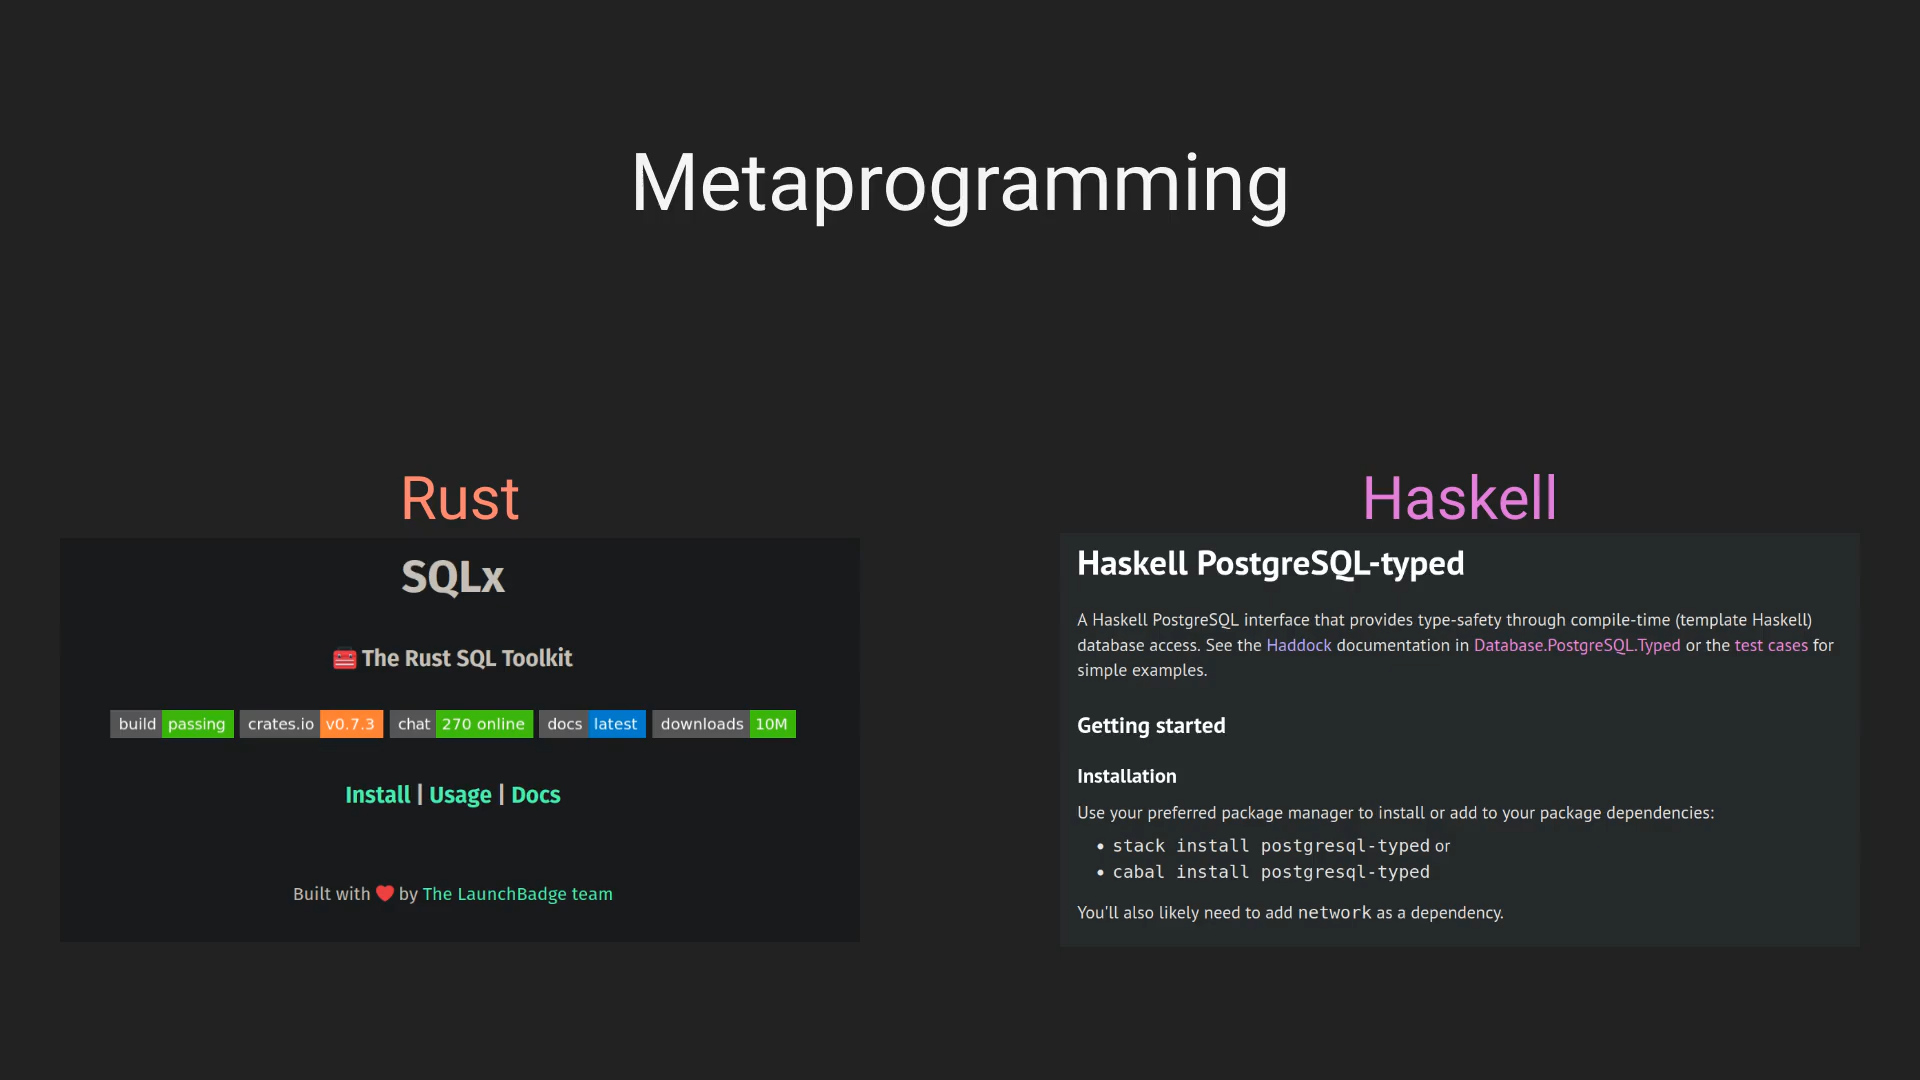 Metaprogramming
Rust
SQLx
The Rust SQL Toolkit
build passing crates.io v0.7.3 chat 270 online docs latest downloads 10M
Install | Usage | Docs
Built with ❤ by The LaunchBadge team
Haskell
Haskell PostgreSQL-typed
A Haskell PostgreSQL interface that provides type-safety through compile-time (template Haskell)
database access. See the Haddock documentation in Database.PostgreSQL.Typed or the test cases for
simple examples.
Getting started
Installation
Use your preferred package manager to install or add to your package dependencies:
• stack install postgresql-typed or
• cabal install postgresql-typed
You'll also likely need to add network as a dependency.